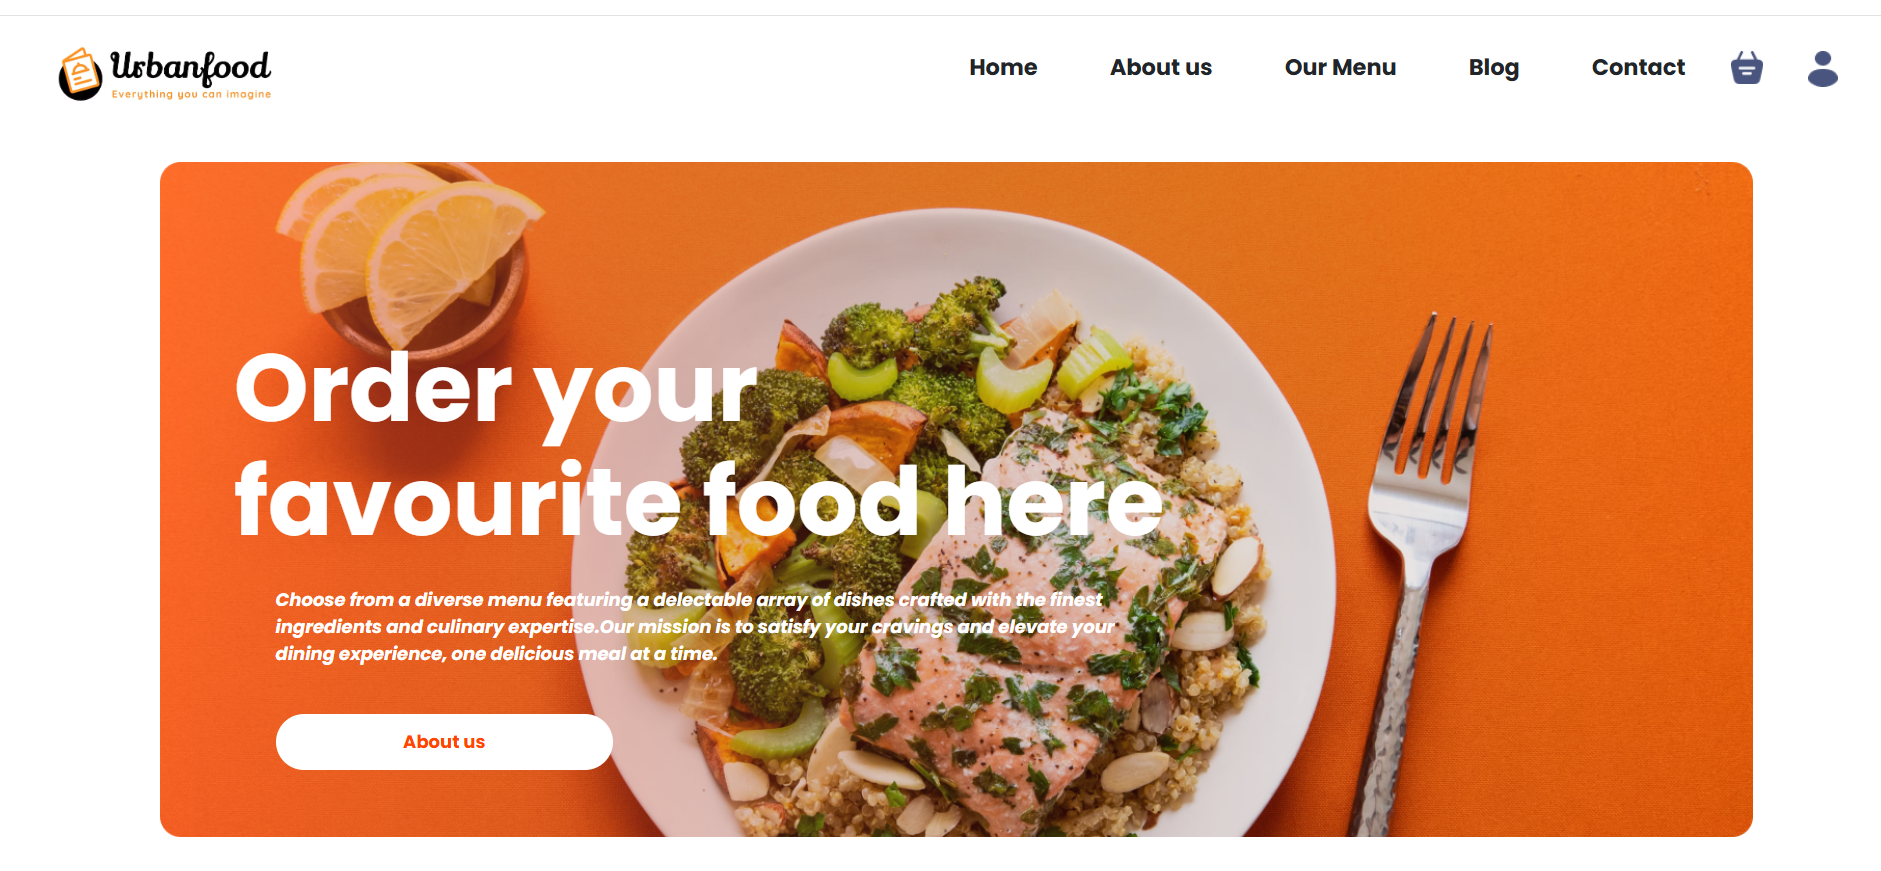 Urbanfood
Everything you can imagine
Home About us Our Menu Blog Contact
Order your
favourite food here
Choose from a diverse menu featuring a delectable array of dishes crafted with the finest
ingredients and culinary expertise.Our mission is to satisfy your cravings and elevate your
dining experience, one delicious meal at a time.
About us